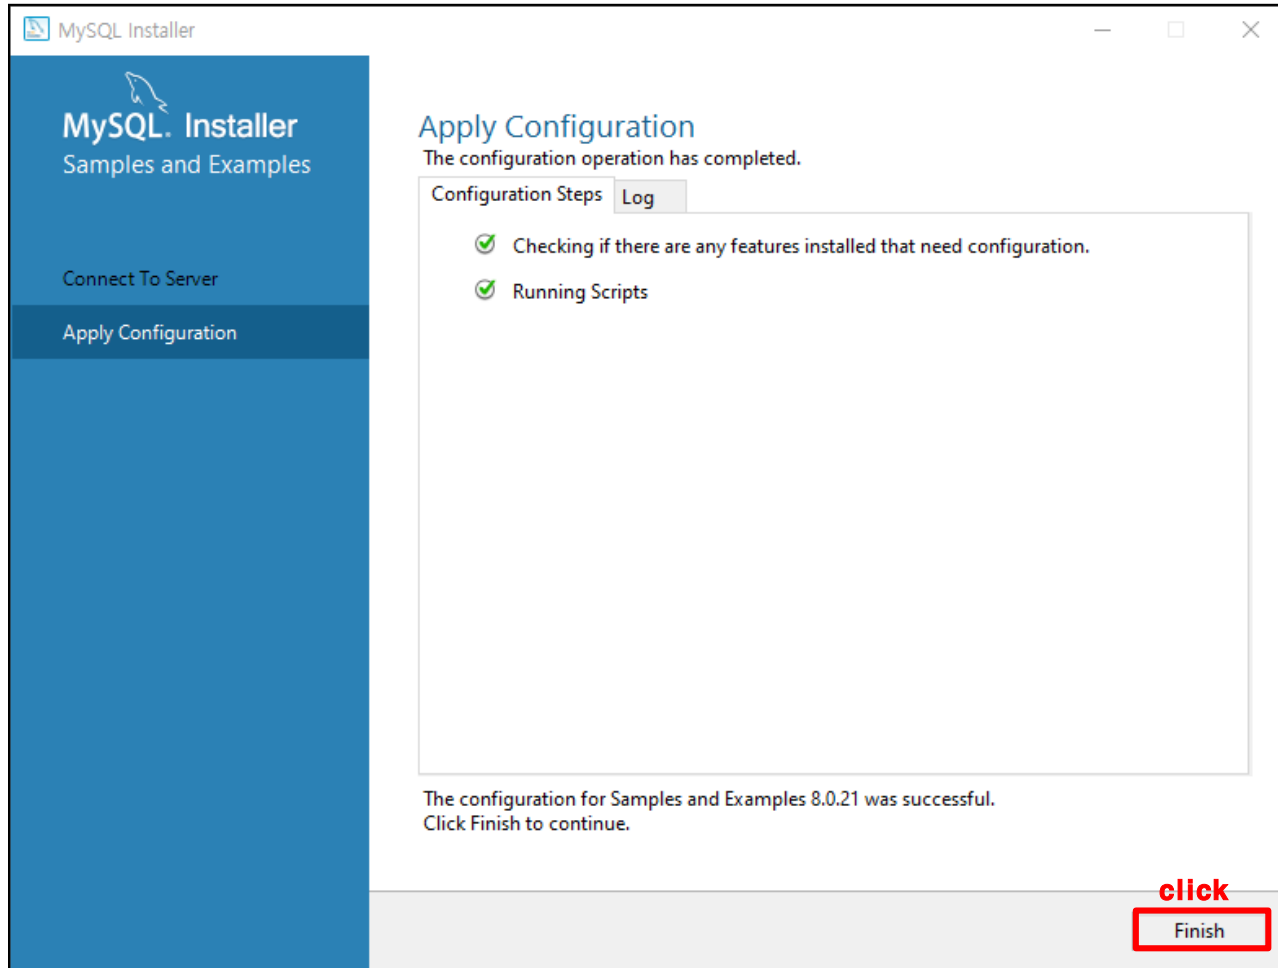 MySQL Installer
MySQL. Installer
Samples and Examples
Connect To Server
Apply Configuration
Apply Configuration
The configuration operation has completed.
Configuration Steps
Log
Checking if there are any features installed that need configuration.
Running Scripts
The configuration for Samples and Examples 8.0.21 was successful.
Click Finish to continue.
click
Finish